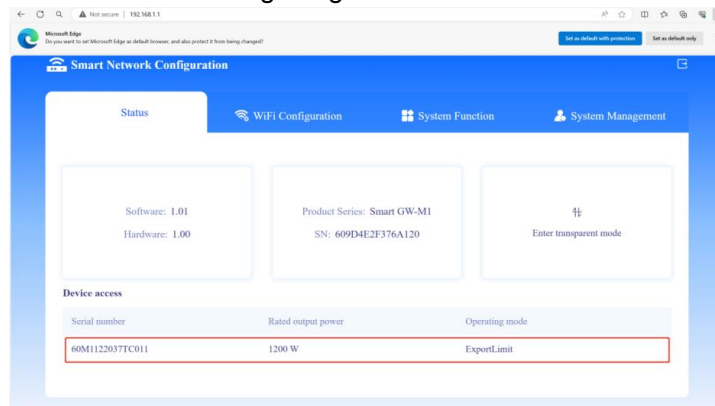 Not secure | 192.168.1.1
Microsoft Edge
Do you want to set Microsoft Edge as default browser, and also protect it from being changed?
Set as default with protection
Set as default only
Smart Network Configuration
Status
WiFi Configuration
System Function
System Management
Software: 1.01
Hardware: 1.00
Product Series: Smart GW-M1
SN: 609D4E2F376A120
Enter transparent mode
Device access
Serial number Rated output power Operating mode
60M1122037TC011 1200 W ExportLimit